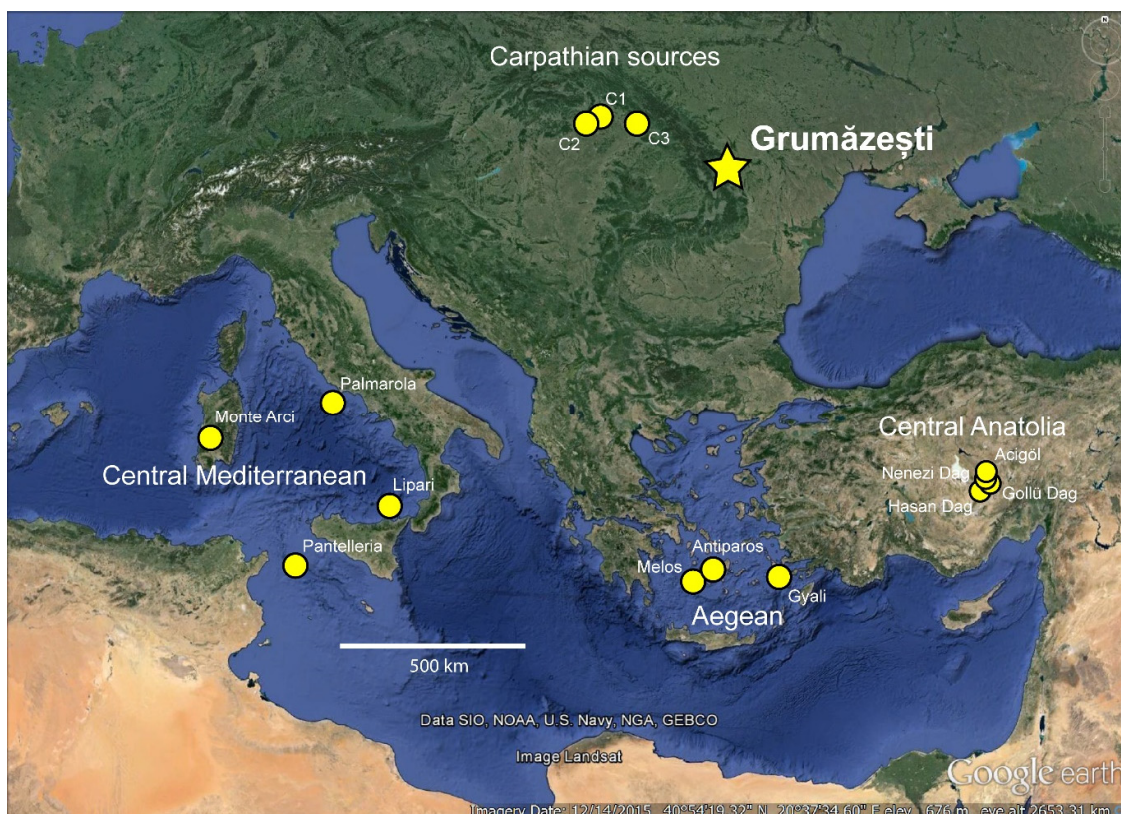 Carpathian sources
C1
C2
C3
Grumăzești
Palmarola
Monte Arci
Central Mediterranean
Lipari
Pantelleria
Central Anatolia
Acigöl
Nenezi Dag
Gollü Dag
Hasan Dag
Antiparos
Melos
Gyali
Aegean
500 km
Data SIO, NOAA, U.S. Navy, NGA, GEBCO
Image Landsat
Google earth
Imagery Date: 12/14/2015 40°54'19.32" N 20°37'34.60" E elev 676 m eye alt 2653.31 km
N